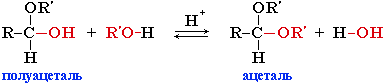 OR′ OR′
R–C–OH + R′O–H H⁺ ⇌ R–C–OR′ + H–OH
H H
полуацеталь ацеталь